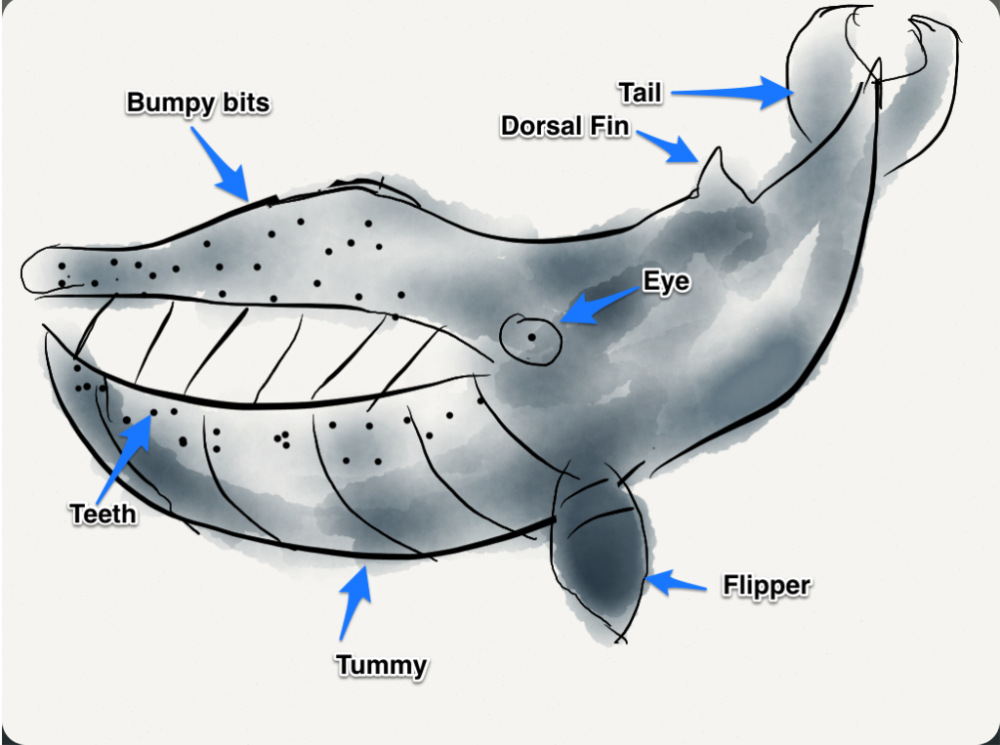 Bumpy bits
Tail
Dorsal Fin
Eye
Teeth
Flipper
Tummy